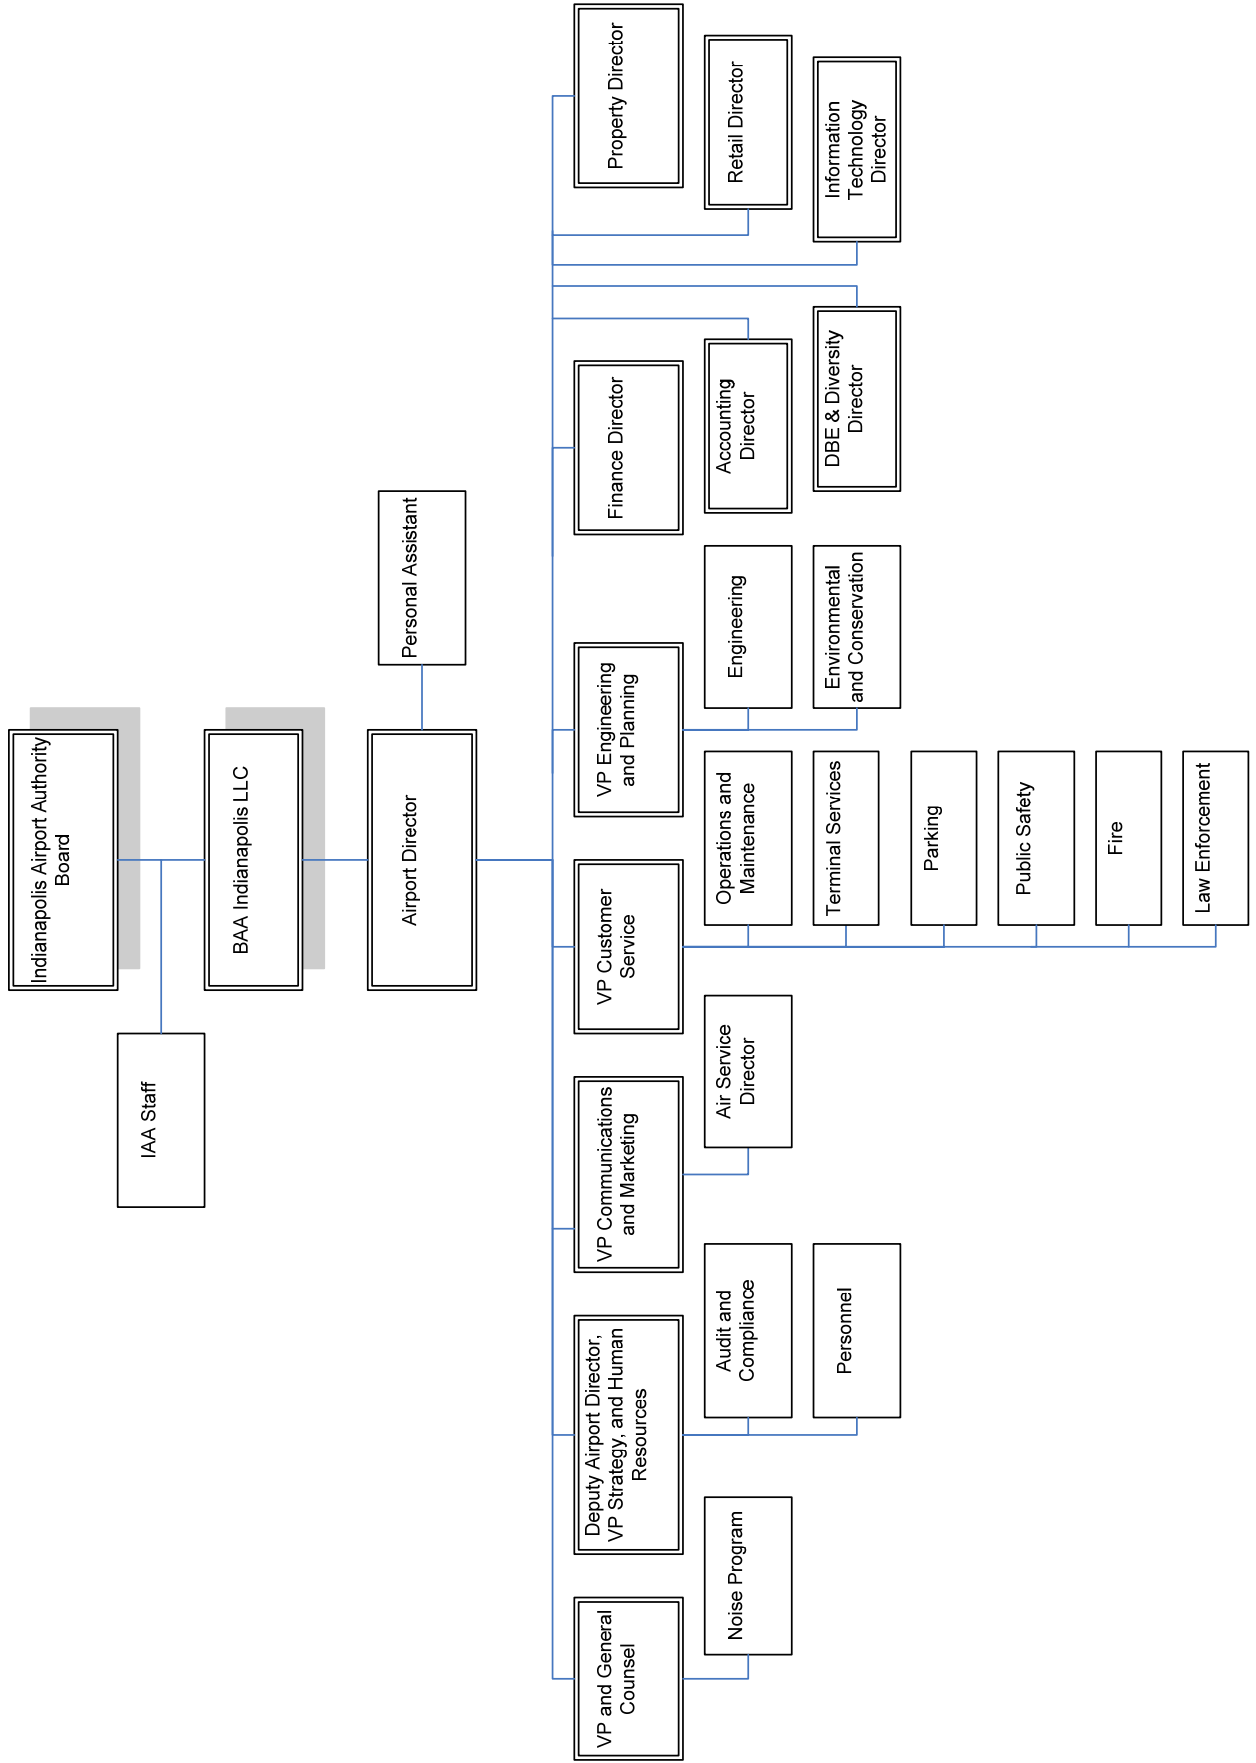 Indianapolis Airport Authority
Board
IAA Staff
BAA Indianapolis LLC
Airport Director
Personal Assistant
VP and General
Counsel
Noise Program
Deputy Airport Director,
VP Strategy, and Human
Resources
Audit and
Compliance
Personnel
VP Communications
and Marketing
Air Service
Director
VP Customer
Service
Operations and
Maintenance
Terminal Services
Parking
Public Safety
Fire
Law Enforcement
VP Engineering
and Planning
Engineering
Environmental
and Conservation
Finance Director
Accounting
Director
DBE & Diversity
Director
Property Director
Retail Director
Information
Technology
Director